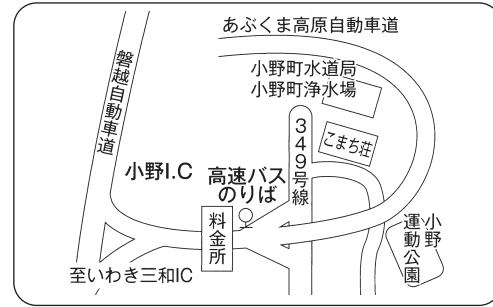 あぶくま高原自動車道
磐越自動車道
小野町水道局
小野町浄水場
349号線
こまち荘
小野I.C
高速バス
のりば
料金所
小野
運動公園
至いわき三和IC